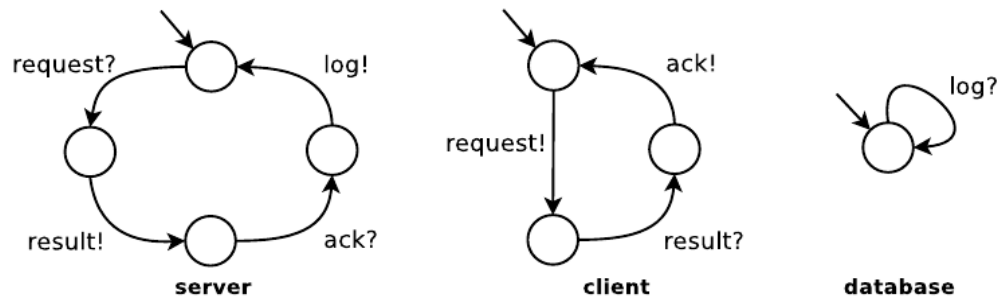 request?
log!
result!
ack?
server
ack!
request!
result?
client
log?
database